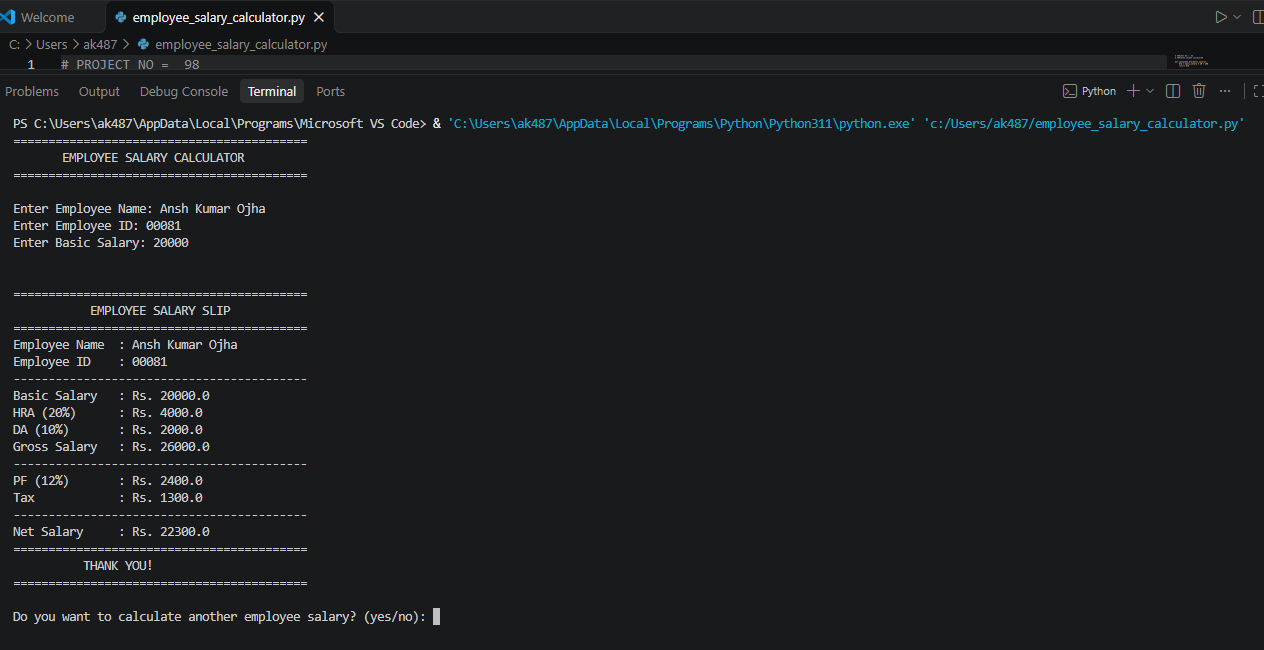 Welcome employee_salary_calculator.py
C: > Users > ak487 > employee_salary_calculator.py
1 # PROJECT NO = 98
Problems Output Debug Console Terminal Ports Python
PS C:\Users\ak487\AppData\Local\Programs\Microsoft VS Code> & 'C:\Users\ak487\AppData\Local\Programs\Python\Python311\python.exe' 'c:/Users/ak487/employee_salary_calculator.py'
==========================================
EMPLOYEE SALARY CALCULATOR
==========================================
Enter Employee Name: Ansh Kumar Ojha
Enter Employee ID: 00081
Enter Basic Salary: 20000
==========================================
EMPLOYEE SALARY SLIP
==========================================
Employee Name : Ansh Kumar Ojha
Employee ID : 00081
------------------------------------------
Basic Salary : Rs. 20000.0
HRA (20%) : Rs. 4000.0
DA (10%) : Rs. 2000.0
Gross Salary : Rs. 26000.0
------------------------------------------
PF (12%) : Rs. 2400.0
Tax : Rs. 1300.0
------------------------------------------
Net Salary : Rs. 22300.0
==========================================
THANK YOU!
==========================================
Do you want to calculate another employee salary? (yes/no):